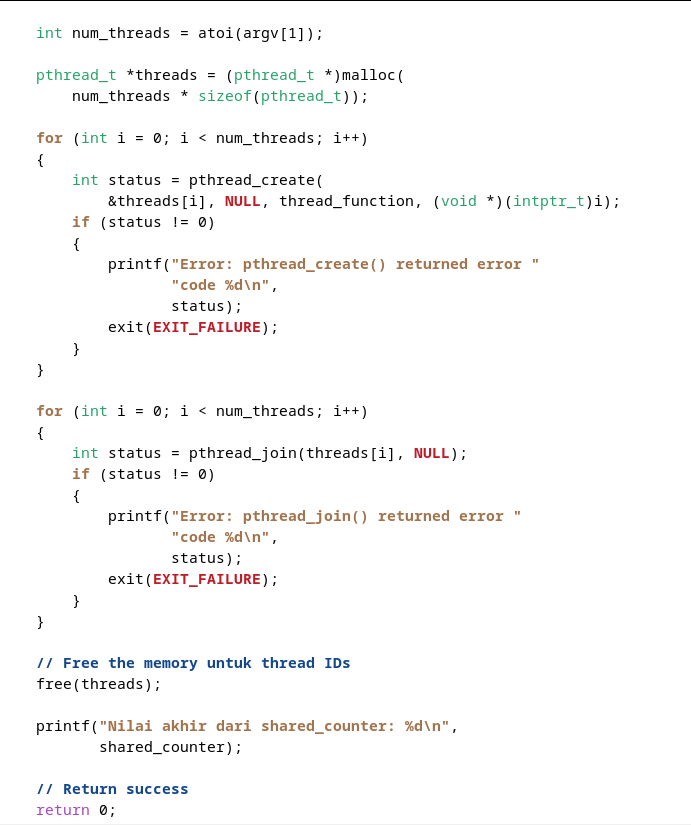 int num_threads = atoi(argv[1]);
pthread_t *threads = (pthread_t *)malloc(
num_threads * sizeof(pthread_t));
for (int i = 0; i < num_threads; i++)
{
int status = pthread_create(
&threads[i], NULL, thread_function, (void *)(intptr_t)i);
if (status != 0)
{
printf("Error: pthread_create() returned error "
"code %d\n",
status);
exit(EXIT_FAILURE);
}
}
for (int i = 0; i < num_threads; i++)
{
int status = pthread_join(threads[i], NULL);
if (status != 0)
{
printf("Error: pthread_join() returned error "
"code %d\n",
status);
exit(EXIT_FAILURE);
}
}
// Free the memory untuk thread IDs
free(threads);
printf("Nilai akhir dari shared_counter: %d\n",
shared_counter);
// Return success
return 0;